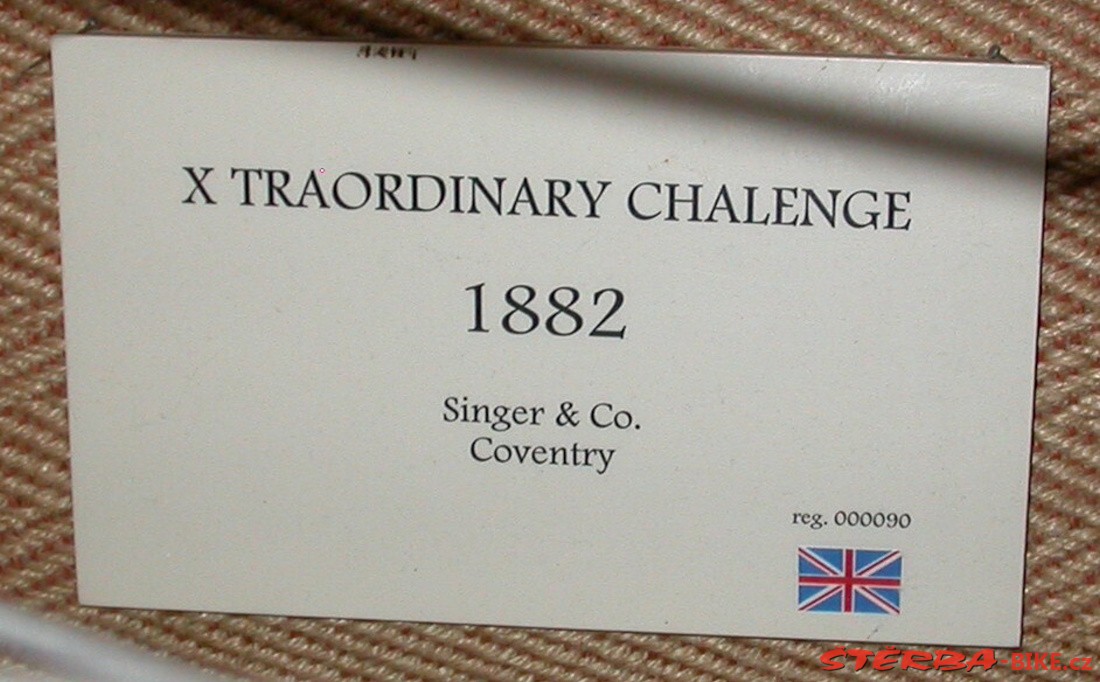 X TRAORDINARY CHALENGE
1882
Singer & Co.
Coventry
reg. 000090
ŠTĚRBA-BIKE.cz